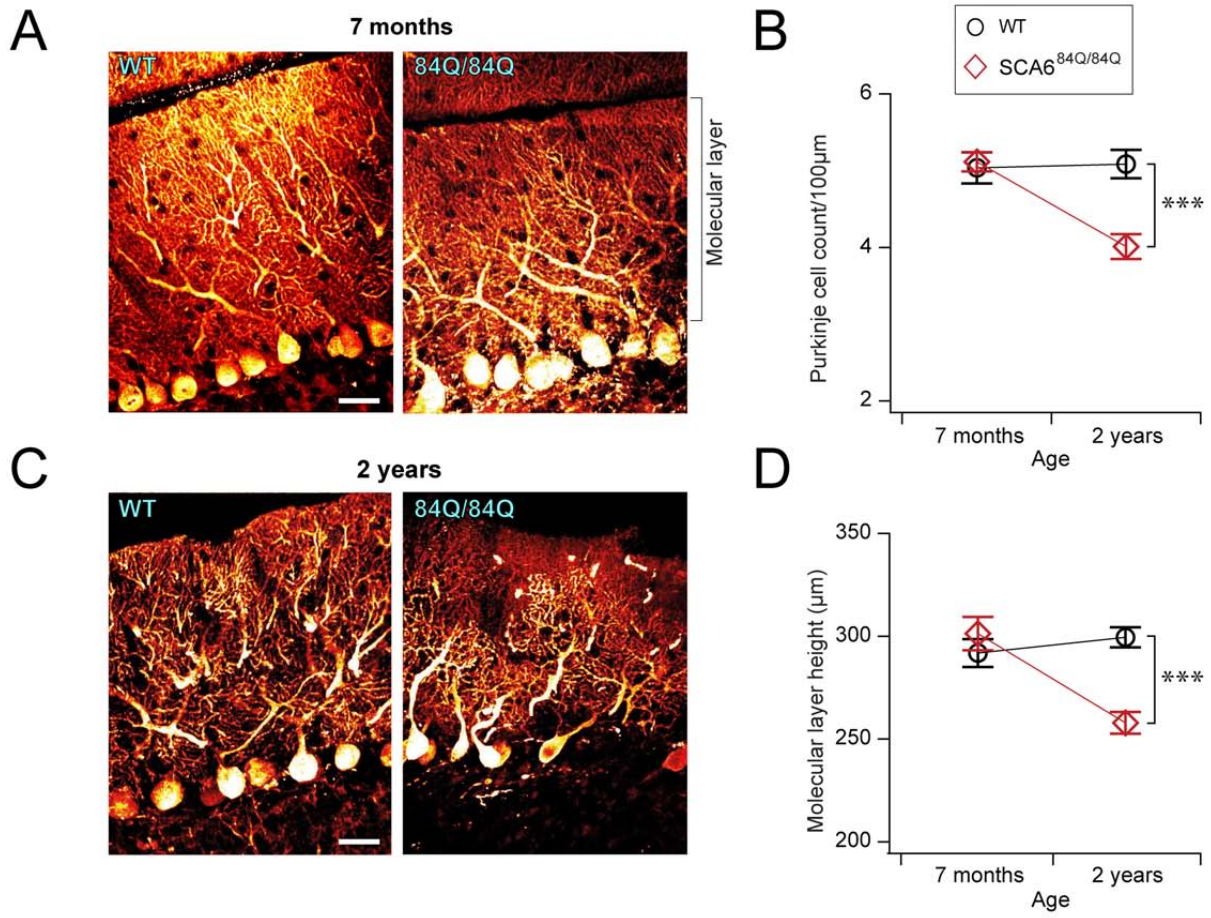 A
7 months
WT
84Q/84Q
Molecular layer
B
WT
SCA6^84Q/84Q
6
4
2
Purkinje cell count/100µm
***
7 months
2 years
Age
C
2 years
WT
84Q/84Q
D
350
300
250
200
Molecular layer height (µm)
***
7 months
2 years
Age